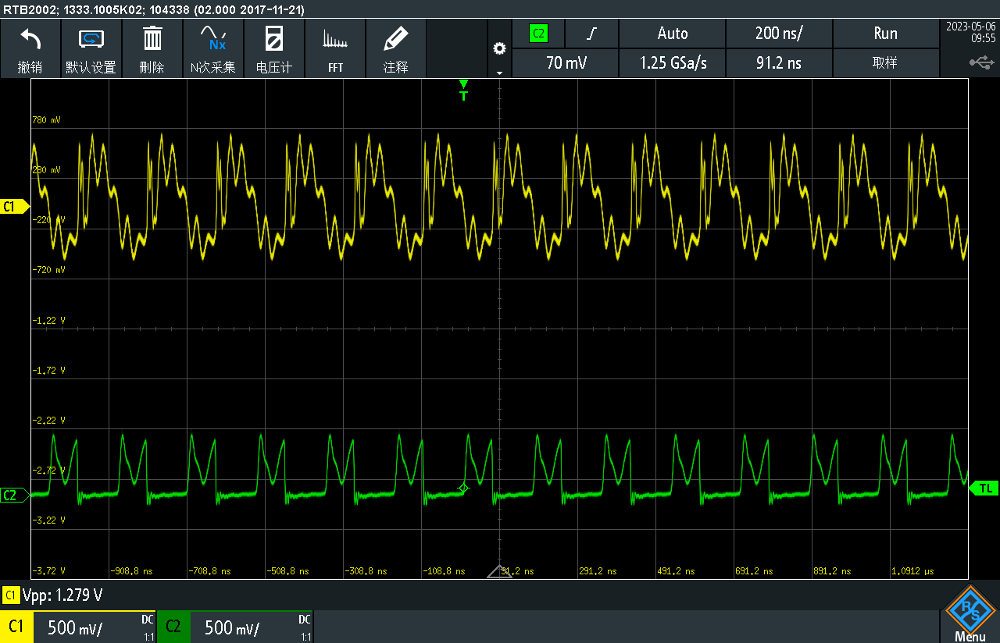 RTB2002; 1333.1005K02; 104338 (02.000 2017-11-21)
撤销
默认设置
刪除
N次采集
Nx
电压计
FFT
注释
C2
Auto
200 ns/
Run
2023-05-06
09:55
70 mV
1.25 GSa/s
91.2 ns
取样
T
780 mV
280 mV
C1
-220 mV
-720 mV
-1.22 V
-1.72 V
-2.22 V
-2.72 V
C2
TL
-3.22 V
-3.72 V
-908.8 ns
-708.8 ns
-508.8 ns
-308.8 ns
-108.8 ns
91.2 ns
291.2 ns
491.2 ns
691.2 ns
891.2 ns
1.0912 µs
C1
Vpp: 1.279 V
C1
500 mV/
DC
1:1
C2
500 mV/
DC
1:1
R S
Menu